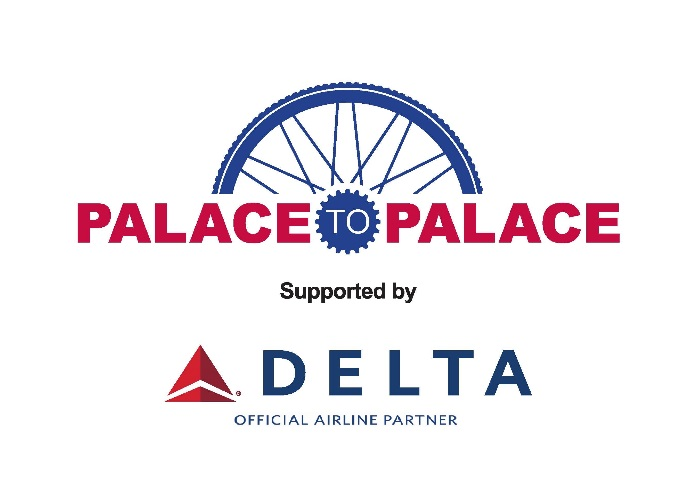 PALACE TO PALACE
Supported by
DELTA
OFFICIAL AIRLINE PARTNER